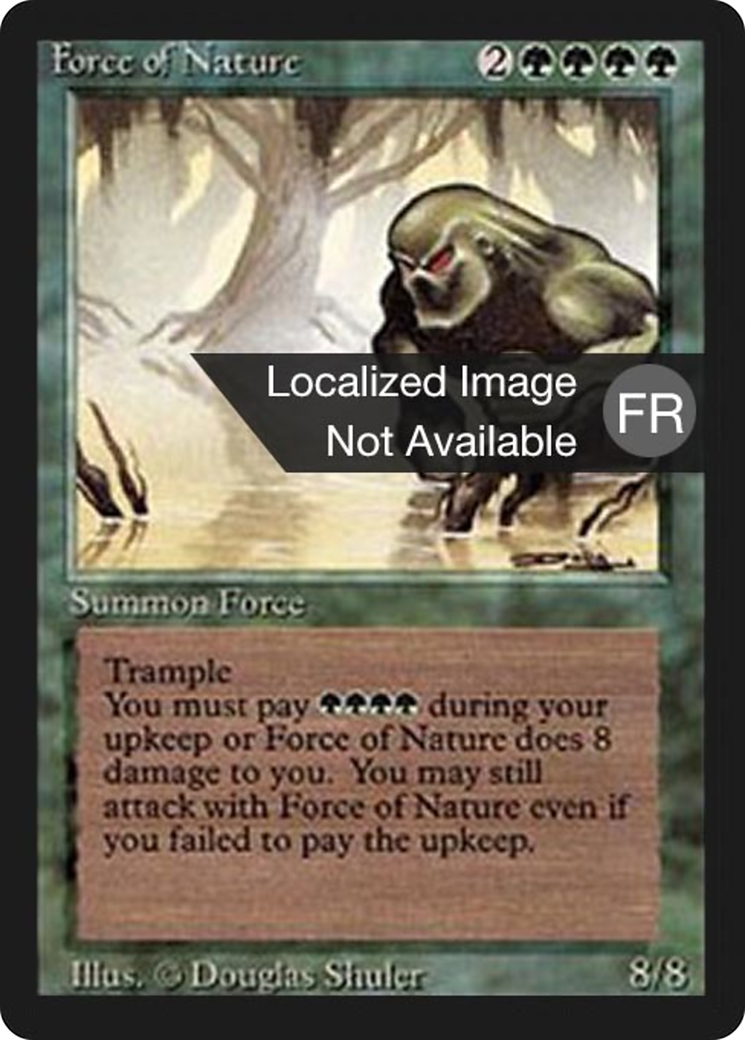 Force of Nature 2
Localized Image
Not Available
FR
Summon Force
Trample
You must pay during your
upkeep or Force of Nature does 8
damage to you. You may still
attack with Force of Nature even if
you failed to pay the upkeep.
Illus. © Douglas Shuler 8/8